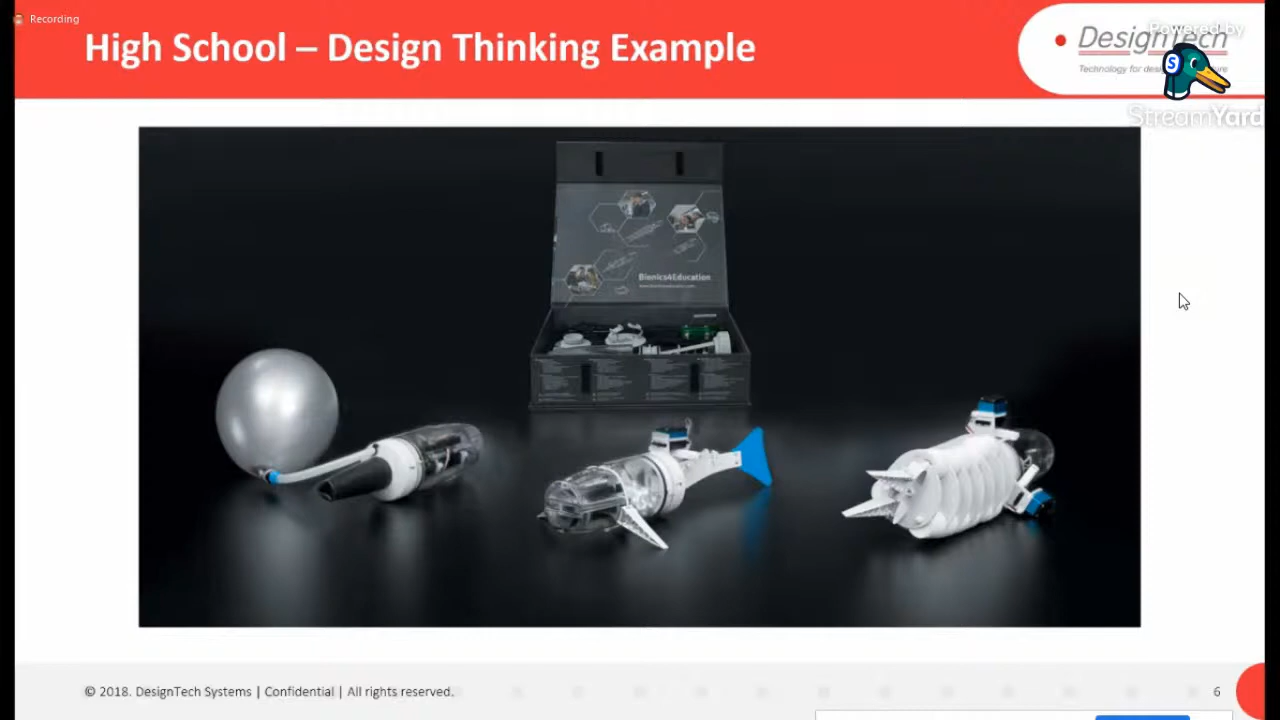 Recording
High School – Design Thinking Example
DesignTech
Powered by
Technology for
StreamYard
S
Bionics4Education
© 2018. DesignTech Systems | Confidential | All rights reserved.
6